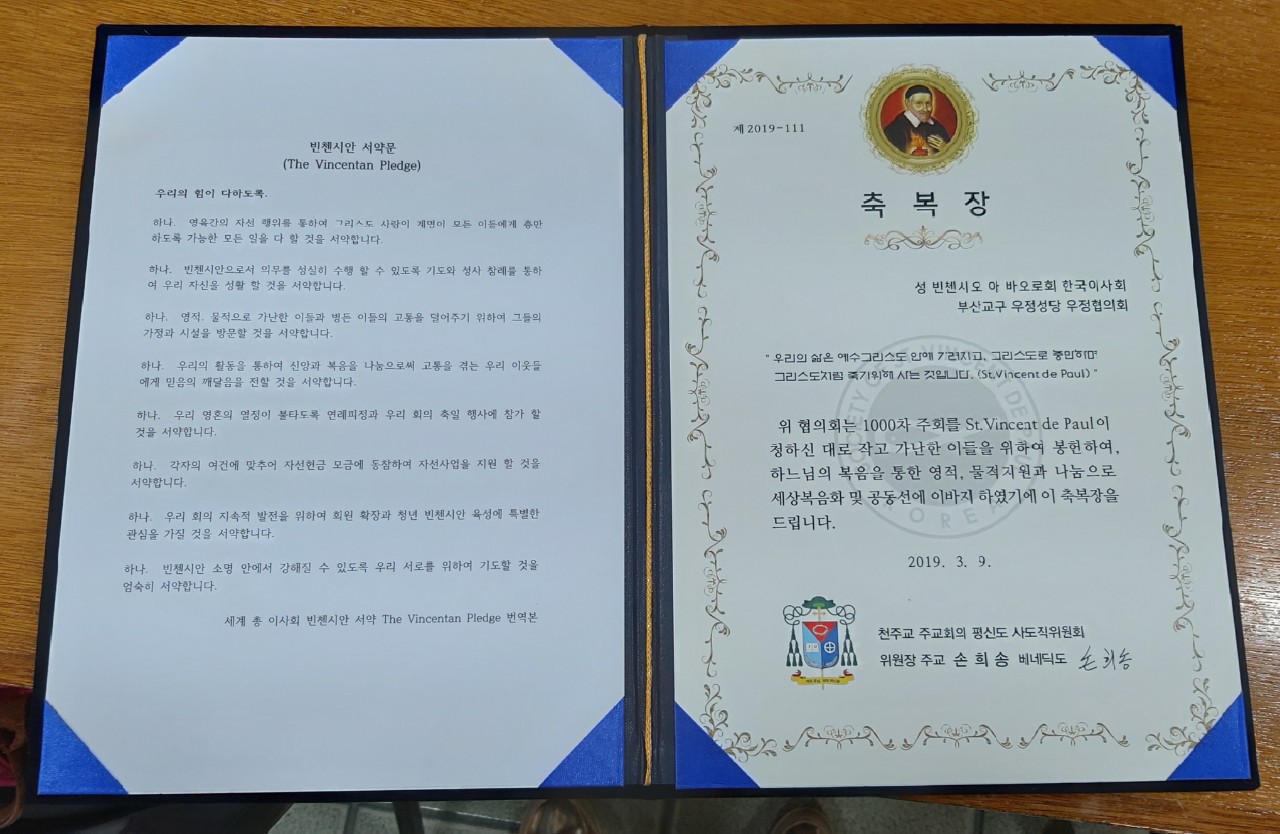 빈첸시안 서약문
(The Vincentan Pledge)
우리의 힘이 다하도록.
하나. 영육간의 자선 행위를 통하여 그리스도 사랑이 계명이 모든 이들에게 충만
하도록 가능한 모든 일을 다 할 것을 서약합니다.
하나. 빈첸시안으로서 의무를 성실히 수행 할 수 있도록 기도와 성사 참례를 통하
여 우리 자신을 성활 할 것을 서약합니다.
하나. 영적. 물적으로 가난한 이들과 병든 이들의 고통을 덜어주기 위하여 그들의
가정과 시설을 방문할 것을 서약합니다.
하나. 우리의 활동을 통하여 신앙과 복음을 나눔으로써 고통을 겪는 우리 이웃들
에게 믿음의 깨달음을 전할 것을 서약합니다.
하나. 우리 영혼의 열정이 불타도록 연례피정과 우리 회의 축일 행사에 참가 할
것을 서약합니다.
하나. 각자의 여건에 맞추어 자선헌금 모금에 동참하여 자선사업을 지원 할 것을
서약합니다.
하나. 우리 회의 지속적 발전을 위하여 회원 확장과 청년 빈첸시안 육성에 특별한
관심을 가질 것을 서약합니다.
하나. 빈첸시안 소명 안에서 강해질 수 있도록 우리 서로를 위하여 기도할 것을
엄숙히 서약합니다.
세계 총 이사회 빈첸시안 서약 The Vincentan Pledge 번역본
제 2019-111
축 복 장
성 빈첸시오 아 바오로회 한국이사회
부산교구 우정성당 우정협의회
" 우리의 삶은 예수그리스도 안에 가려지고, 그리스도로 충만하며
그리스도처럼 죽기위해 사는 것입니다. (St.Vincent de Paul) "
위 협의회는 1000차 주회를 St.Vincent de Paul이
청하신 대로 작고 가난한 이들을 위하여 봉헌하여,
하느님의 복음을 통한 영적, 물격지원과 나눔으로
세상복음화 및 공동선에 이바지 하였기에 이 축복장을
드립니다.
SOCIETY OF ST. VINCENT DE PAUL
KOREA
2019. 3. 9.
천주교 주교회의 평신도 사도직위원회
위원장 주교 손 희 송 베네딕도 손희송